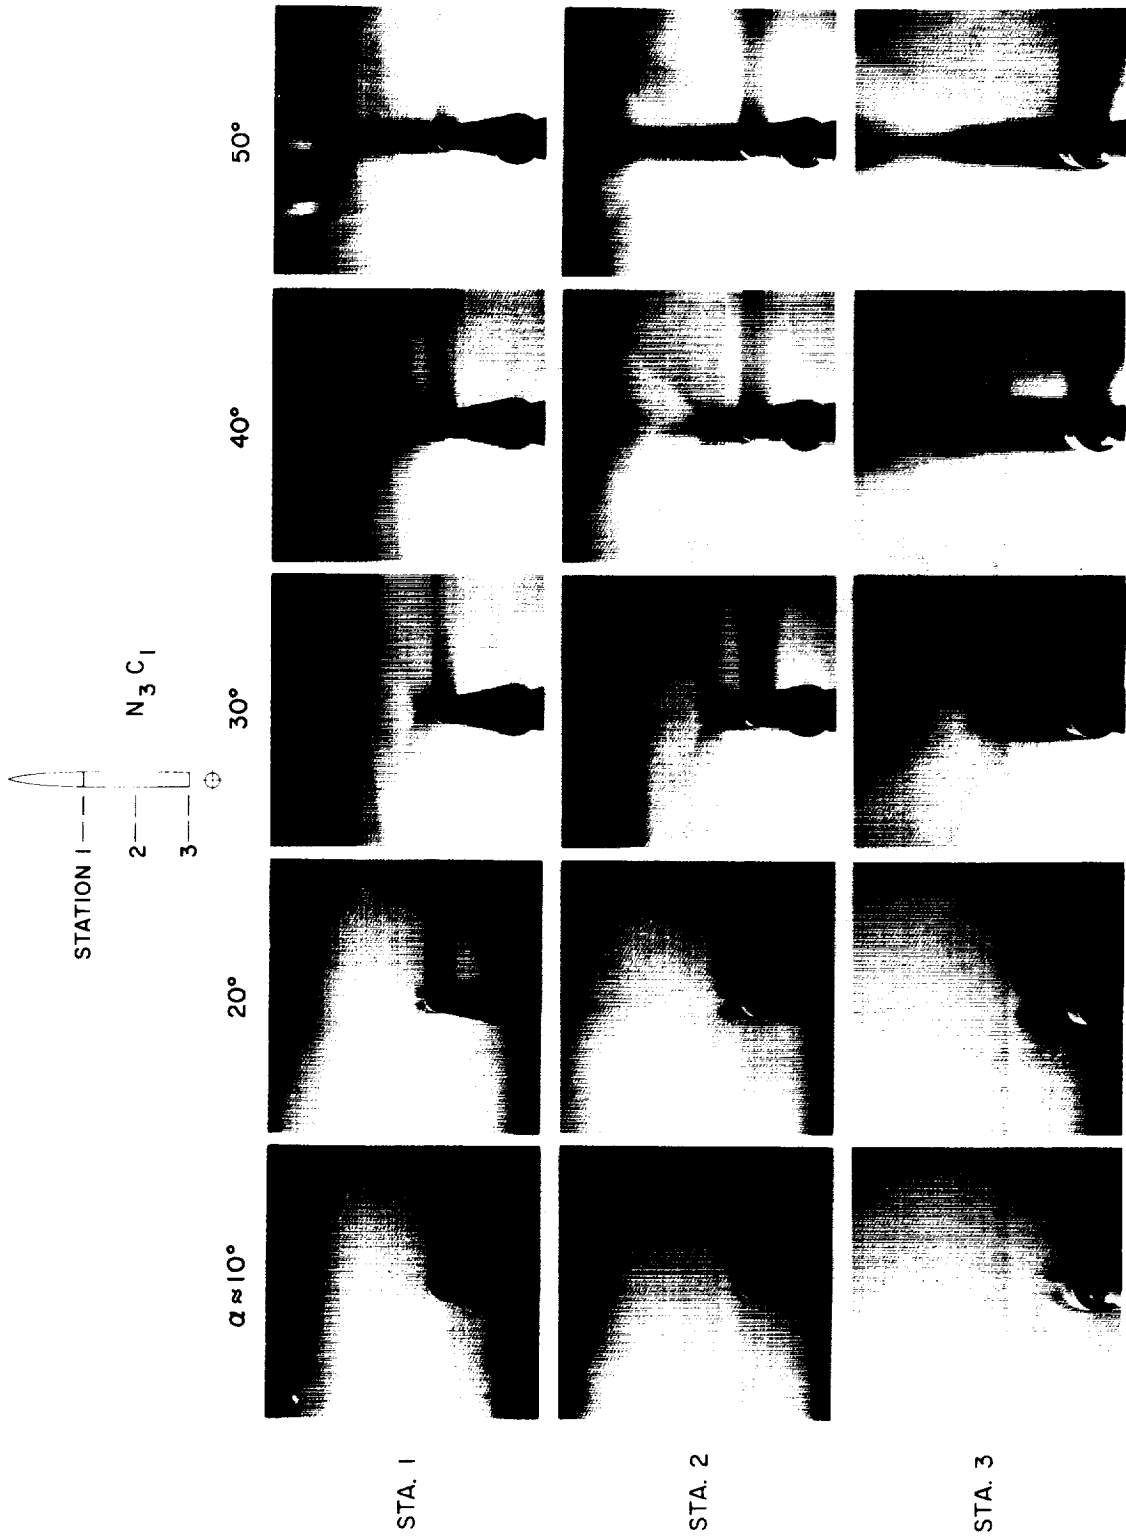 STATION 1
2
3
N₃ C₁
α ≈ 10°
20°
30°
40°
50°
STA. 1
STA. 2
STA. 3